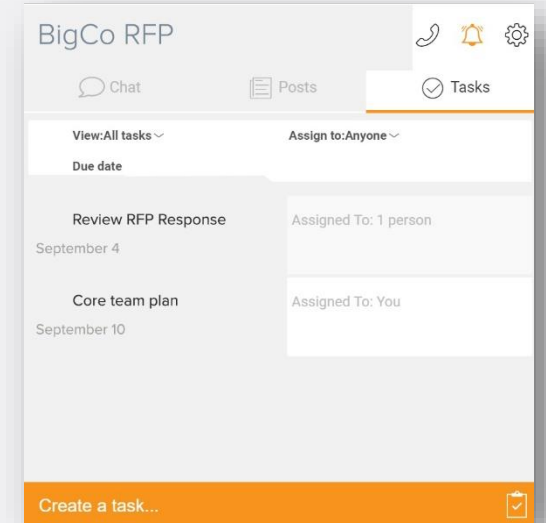 BigCo RFP
Chat Posts Tasks
View:All tasks Assign to:Anyone
Due date
Review RFP Response Assigned To: 1 person
September 4
Core team plan Assigned To: You
September 10
Create a task...